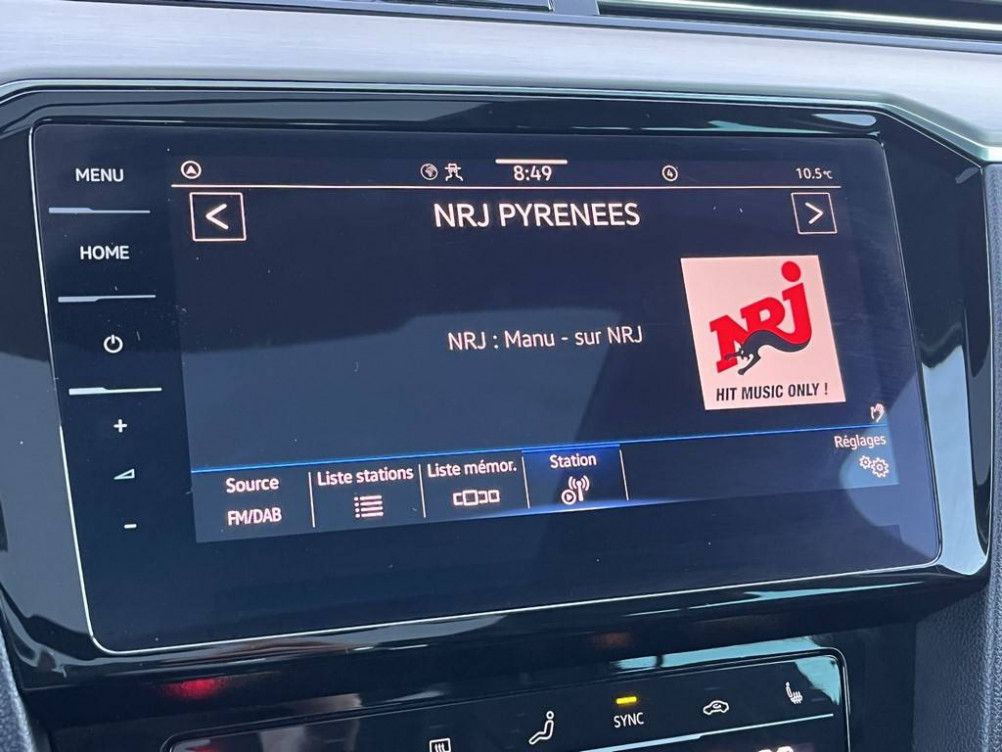 MENU
HOME
+
-
8:49
4
10.5°C
<
NRJ PYRENEES
>
NRJ : Manu - sur NRJ
NRJ
HIT MUSIC ONLY !
Réglages
Source
FM/DAB
Liste stations
Liste mémor.
Station
SYNC